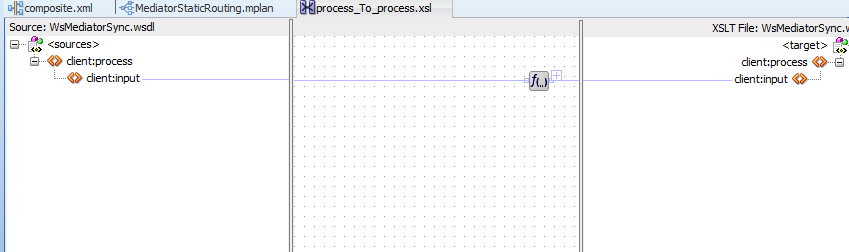 composite.xml MediatorStaticRouting.mplan process_To_process.xsl
Source: WsMediatorSync.wsdl XSLT File: WsMediatorSync.w
<sources> <target>
client:process client:process
client:input f(..) client:input